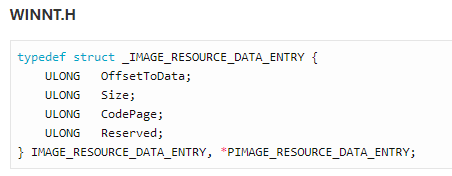 WINNT.H
typedef struct _IMAGE_RESOURCE_DATA_ENTRY {
    ULONG   OffsetToData;
    ULONG   Size;
    ULONG   CodePage;
    ULONG   Reserved;
} IMAGE_RESOURCE_DATA_ENTRY, *PIMAGE_RESOURCE_DATA_ENTRY;